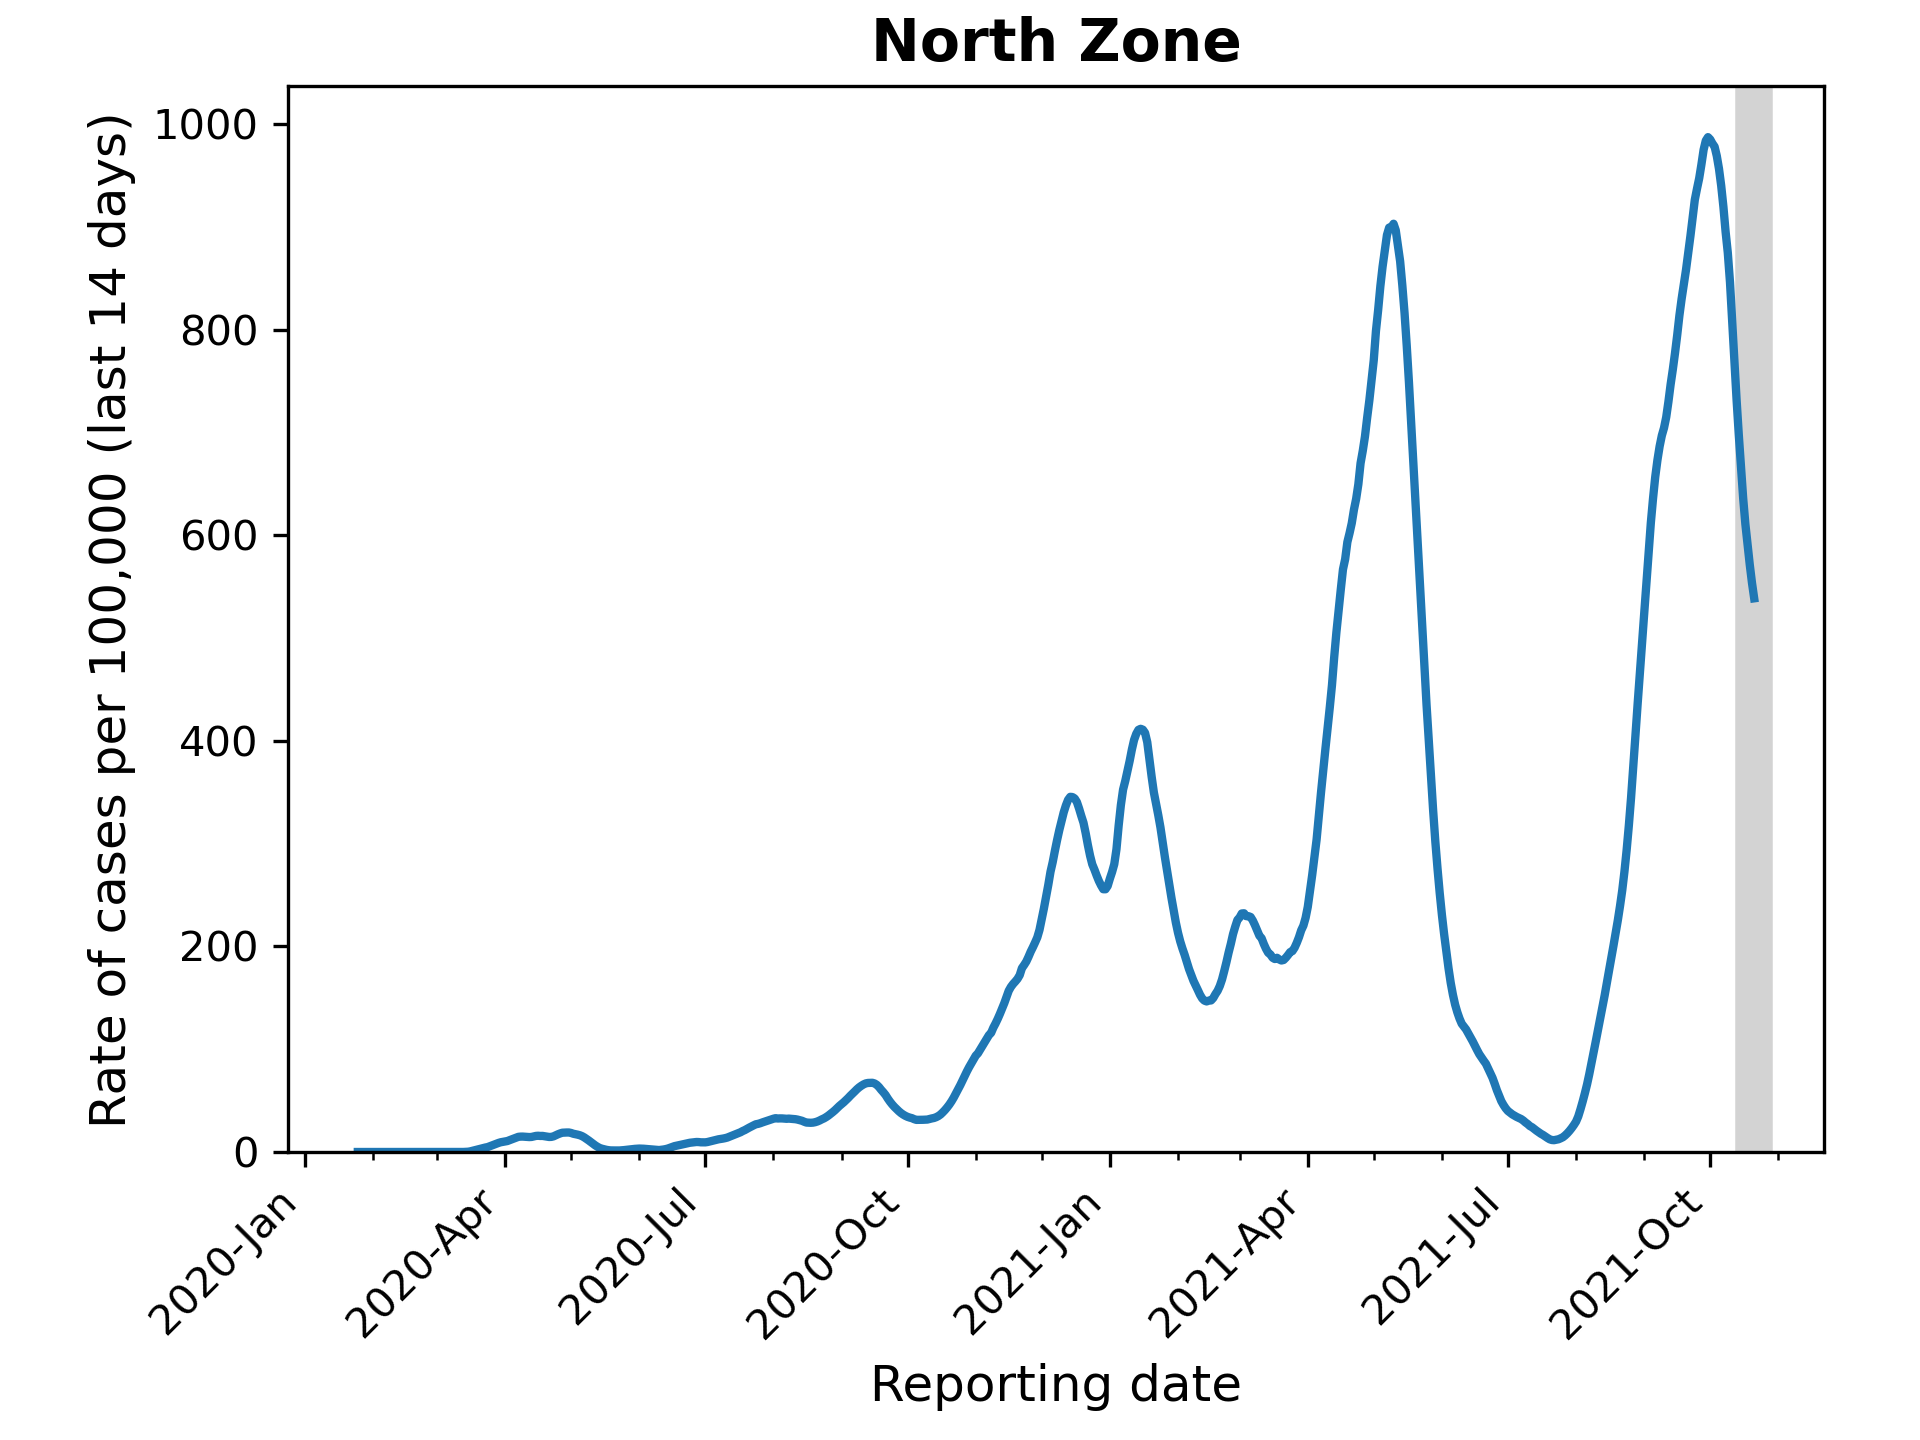 North Zone
Rate of cases per 100,000 (last 14 days)
1000
800
600
400
200
0
2020-Jan
2020-Apr
2020-Jul
2020-Oct
2021-Jan
2021-Apr
2021-Jul
2021-Oct
Reporting date